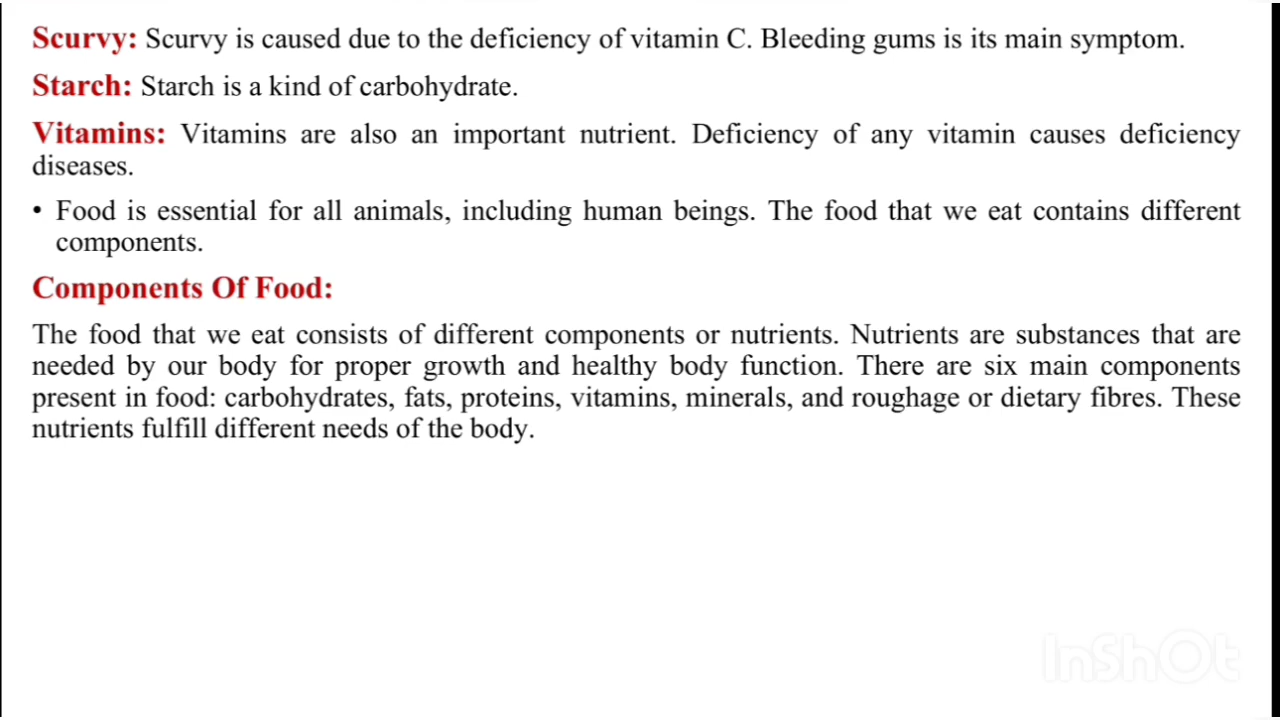 Scurvy: Scurvy is caused due to the deficiency of vitamin C. Bleeding gums is its main symptom.
Starch: Starch is a kind of carbohydrate.
Vitamins: Vitamins are also an important nutrient. Deficiency of any vitamin causes deficiency
diseases.
• Food is essential for all animals, including human beings. The food that we eat contains different
components.
Components Of Food:
The food that we eat consists of different components or nutrients. Nutrients are substances that are
needed by our body for proper growth and healthy body function. There are six main components
present in food: carbohydrates, fats, proteins, vitamins, minerals, and roughage or dietary fibres. These
nutrients fulfill different needs of the body.
InShOt